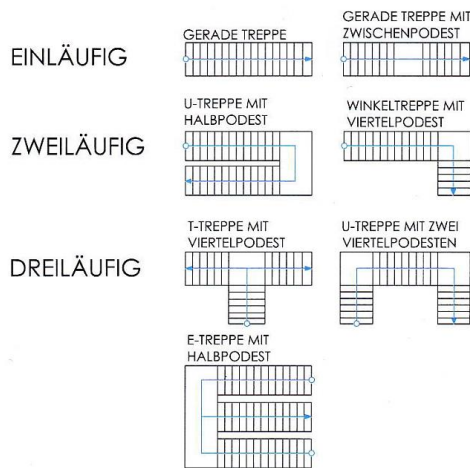 EINLÄUFIG
GERADE TREPPE
GERADE TREPPE MIT
ZWISCHENPODEST
ZWEILÄUFIG
U-TREPPE MIT
HALBPODEST
WINKELTREPPE MIT
VIERTELPODEST
DREILÄUFIG
T-TREPPE MIT
VIERTELPODEST
U-TREPPE MIT ZWEI
VIERTELPODESTEN
E-TREPPE MIT
HALBPODEST